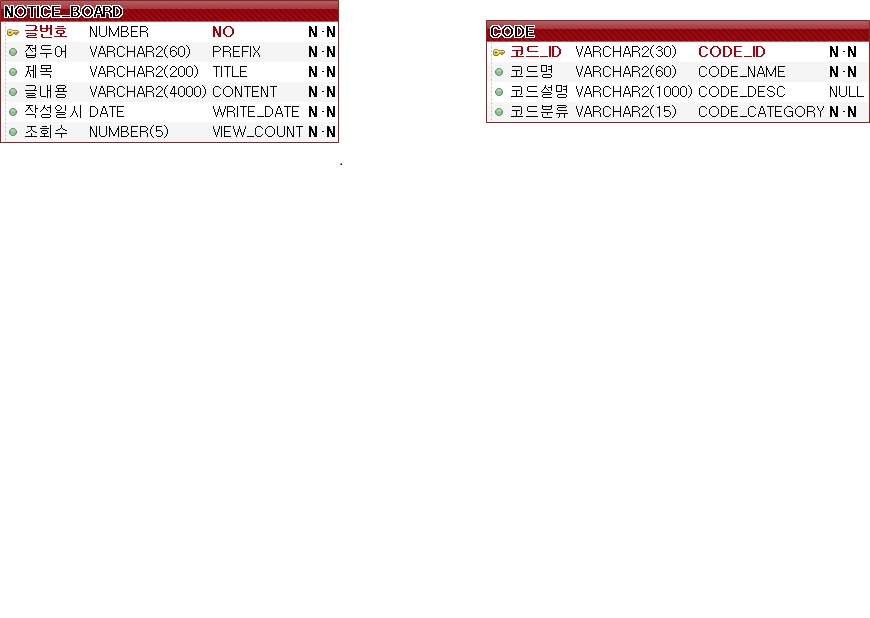 NOTICE_BOARD
글번호 NUMBER NO N·N
접두어 VARCHAR2(60) PREFIX N·N
제목 VARCHAR2(200) TITLE N·N
글내용 VARCHAR2(4000) CONTENT N·N
작성일시 DATE WRITE_DATE N·N
조회수 NUMBER(5) VIEW_COUNT N·N
CODE
코드_ID VARCHAR2(30) CODE_ID N·N
코드명 VARCHAR2(60) CODE_NAME N·N
코드설명 VARCHAR2(1000) CODE_DESC NULL
코드분류 VARCHAR2(15) CODE_CATEGORY N·N